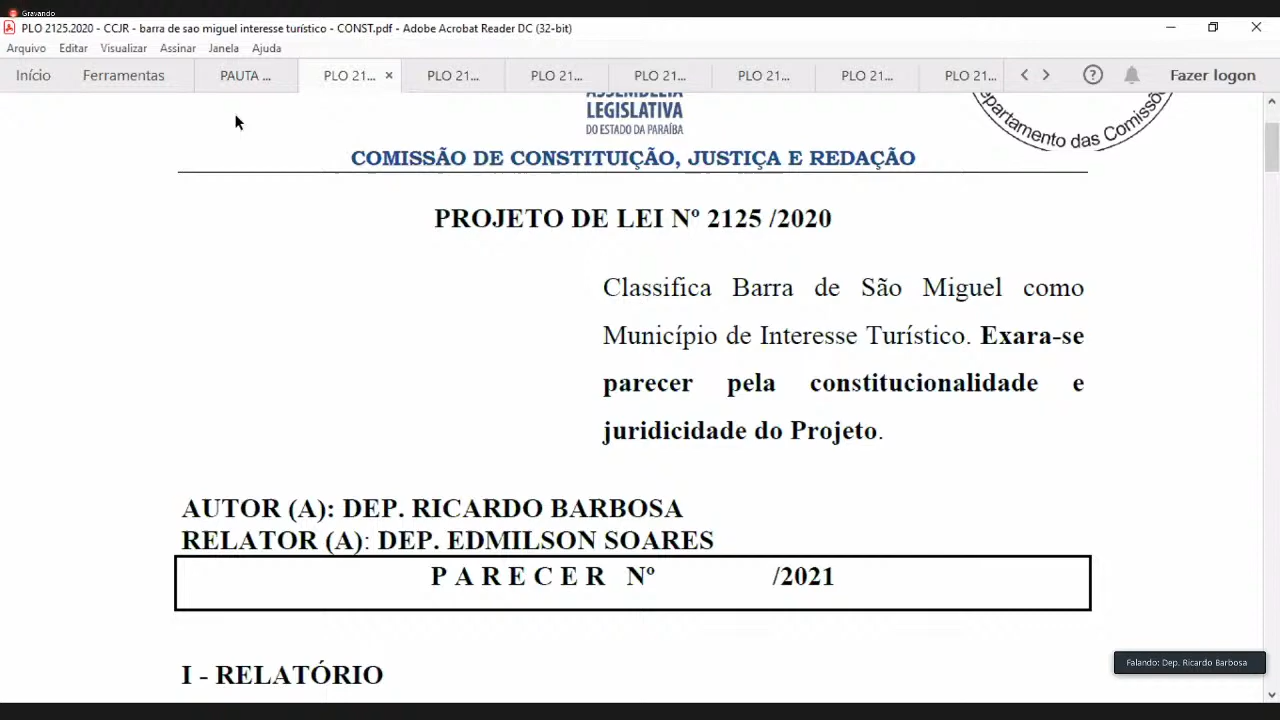 Gravando
PLO 2125.2020 - CCJR - barra de sao miguel interesse turístico - CONST.pdf - Adobe Acrobat Reader DC (32-bit)
Arquivo Editar Visualizar Assinar Janela Ajuda
Início Ferramentas PAUTA ... PLO 21... × PLO 21... PLO 21... PLO 21... PLO 21... PLO 21... PLO 21... Fazer logon
ASSEMBLEIA
LEGISLATIVA
DO ESTADO DA PARAÍBA
epartamento das Comissõe
COMISSÃO DE CONSTITUIÇÃO, JUSTIÇA E REDAÇÃO
PROJETO DE LEI Nº 2125 /2020
Classifica Barra de São Miguel como
Município de Interesse Turístico. Exara-se
parecer pela constitucionalidade e
juridicidade do Projeto.
AUTOR (A): DEP. RICARDO BARBOSA
RELATOR (A): DEP. EDMILSON SOARES
P A R E C E R Nº /2021
I - RELATÓRIO
Falando: Dep. Ricardo Barbosa